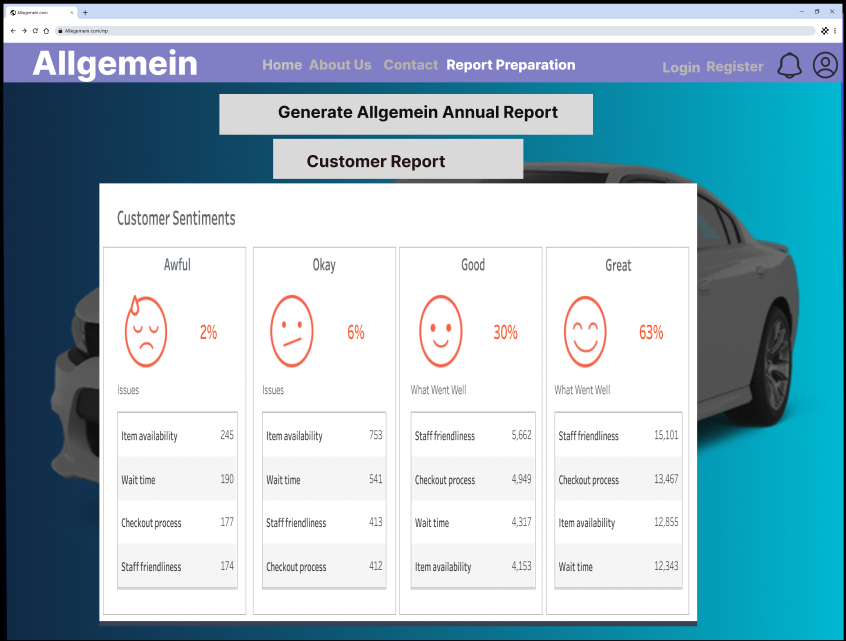 Allegemein.com
Allegemein.com/np
Allgemein
Home About Us Contact Report Preparation
Login Register
Generate Allgemein Annual Report
Customer Report
Customer Sentiments
Awful
2%
Issues
Item availability 245
Wait time 190
Checkout process 177
Staff friendliness 174
Okay
6%
Issues
Item availability 753
Wait time 541
Staff friendliness 413
Checkout process 412
Good
30%
What Went Well
Staff friendliness 5,662
Checkout process 4,949
Wait time 4,317
Item availability 4,153
Great
63%
What Went Well
Staff friendliness 15,101
Checkout process 13,467
Item availability 12,855
Wait time 12,343